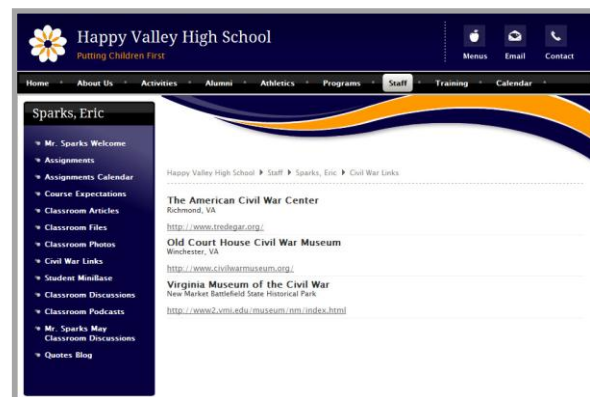 Happy Valley High School
Putting Children First
Menus Email Contact
Home About Us Activities Alumni Athletics Programs Staff Training Calendar
Sparks, Eric
Mr. Sparks Welcome
Assignments
Assignments Calendar
Course Expectations
Classroom Articles
Classroom Files
Classroom Photos
Civil War Links
Student MiniBase
Classroom Discussions
Classroom Podcasts
Mr. Sparks May
Classroom Discussions
Quotes Blog
Happy Valley High School Staff Sparks, Eric Civil War Links
The American Civil War Center
Richmond, VA
http://www.tredegar.org/
Old Court House Civil War Museum
Winchester, VA
http://www.civilwarmuseum.org/
Virginia Museum of the Civil War
New Market Battlefield State Historical Park
http://www2.vmi.edu/museum/nm/index.html